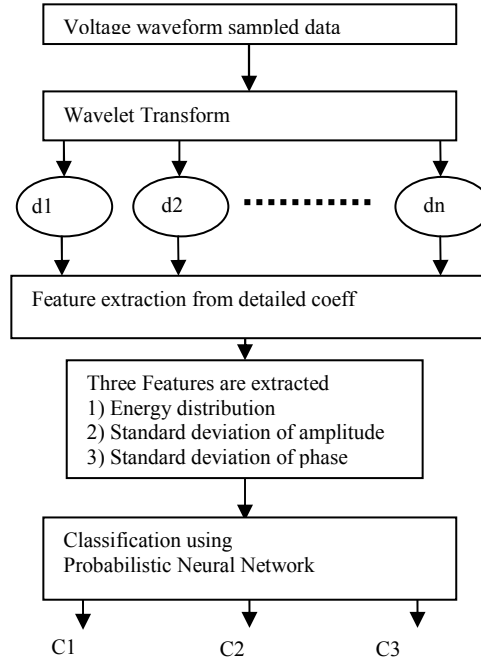 Voltage waveform sampled data
Wavelet Transform
d1 d2 dn
Feature extraction from detailed coeff
Three Features are extracted
1) Energy distribution
2) Standard deviation of amplitude
3) Standard deviation of phase
Classification using
Probabilistic Neural Network
C1 C2 C3